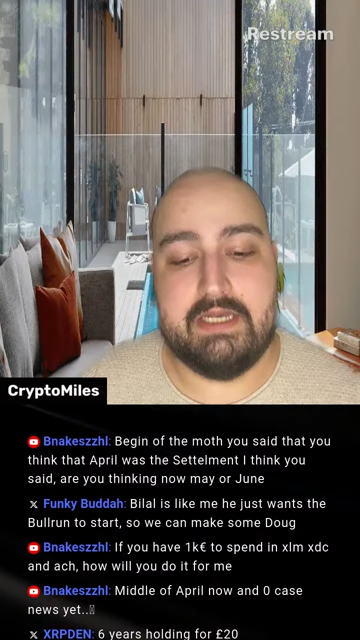 Restream
CryptoMiles
Bnakeszzhl: Begin of the moth you said that you
think that April was the Settelment I think you
said, are you thinking now may or June
Funky Buddah: Bilal is like me he just wants the
Bullrun to start, so we can make some Doug
Bnakeszzhl: If you have 1k€ to spend in xlm xdc
and ach, how will you do it for me
Bnakeszzhl: Middle of April now and 0 case
news yet..
XRPDEN: 6 years holding for £20